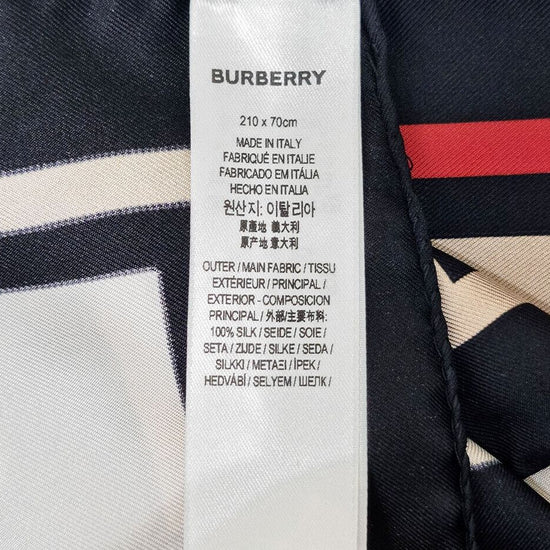 BURBERRY
210 x 70cm
MADE IN ITALY
FABRIQUÉ EN ITALIE
FABRICADO EM ITÁLIA
HECHO EN ITALIA
원산지: 이탈리아
原產地 義大利
原产地 意大利
OUTER / MAIN FABRIC / TISSU
EXTÉRIEUR / PRINCIPAL /
EXTERIOR - COMPOSICION
PRINCIPAL / 外部/主要布料:
100% SILK / SEIDE / SOIE /
SETA / ZIJDE / SILKE / SEDA /
SILKKI / ΜΕΤΑΞΙ / İPEK /
HEDVÁBÍ / SELYEM / ШЕЛК /